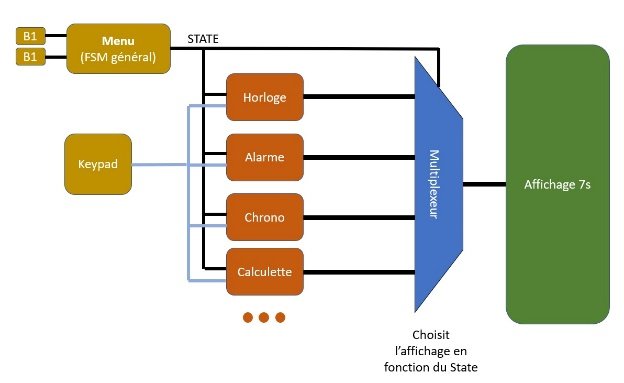 B1
B1
Menu
(FSM général)
STATE
Horloge
Keypad
Alarme
Chrono
Calculette
Multiplexeur
Affichage 7s
Choisit
l'affichage en
fonction du State